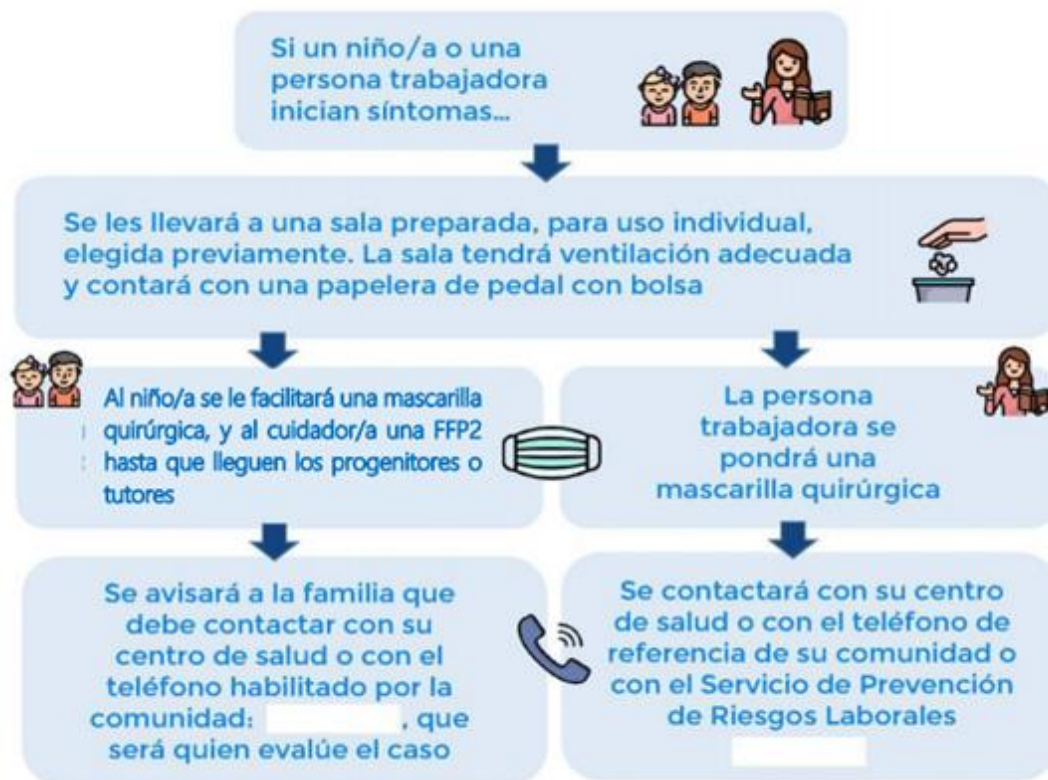 Si un niño/a o una
persona trabajadora
inician síntomas...
Se les llevará a una sala preparada, para uso individual,
elegida previamente. La sala tendrá ventilación adecuada
y contará con una papelera de pedal con bolsa
Al niño/a se le facilitará una mascarilla
quirúrgica, y al cuidador/a una FFP2
hasta que lleguen los progenitores o
tutores
La persona
trabajadora se
pondrá una
mascarilla quirúrgica
Se avisará a la familia que
debe contactar con su
centro de salud o con el
teléfono habilitado por la
comunidad: , que
será quien evalúe el caso
Se contactará con su centro
de salud o con el teléfono de
referencia de su comunidad o
con el Servicio de Prevención
de Riesgos Laborales